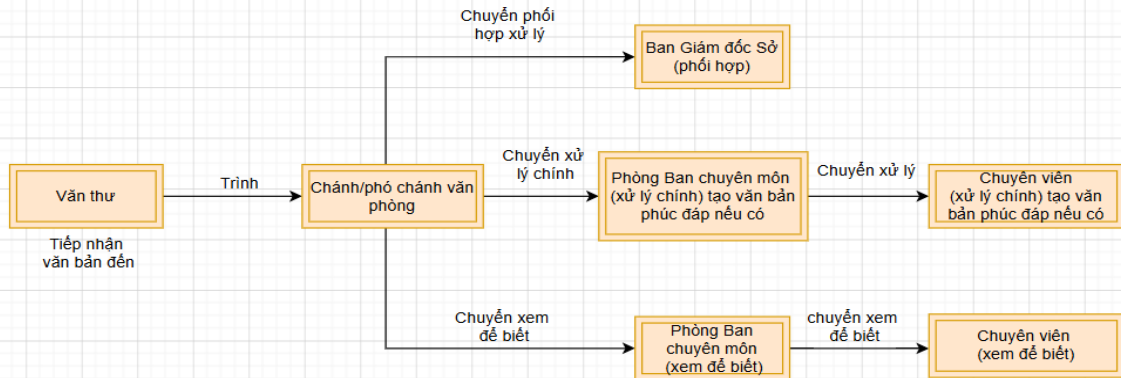 Chuyển phối
hợp xử lý
Ban Giám đốc Sở
(phối hợp)
Văn thư
Tiếp nhận
văn bản đến
Trình
Chánh/phó chánh văn
phòng
Chuyển xử
lý chính
Phòng Ban chuyên môn
(xử lý chính) tạo văn bản
phúc đáp nếu có
Chuyển xử lý
Chuyên viên
(xử lý chính) tạo văn
bản phúc đáp nếu có
Chuyển xem
để biết
Phòng Ban
chuyên môn
(xem để biết)
chuyển xem
để biết
Chuyên viên
(xem để biết)